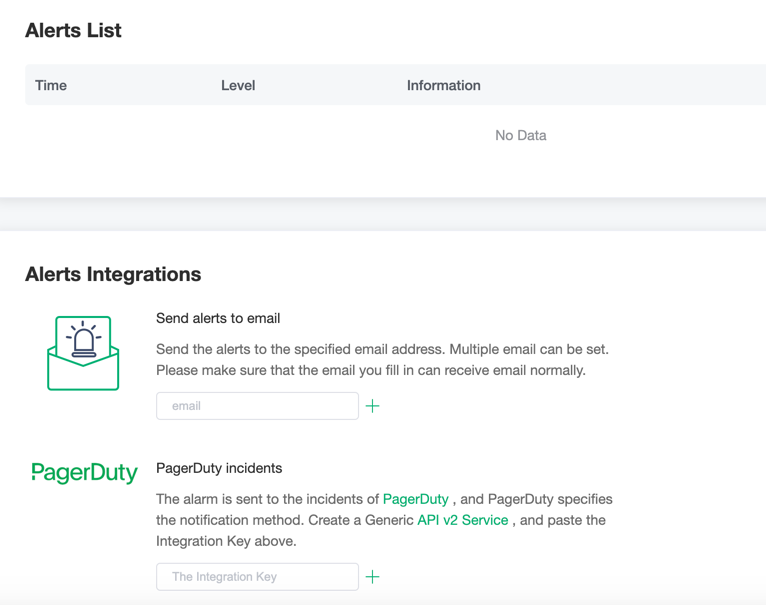 Alerts List
Time Level Information
No Data
Alerts Integrations
Send alerts to email
Send the alerts to the specified email address. Multiple email can be set.
Please make sure that the email you fill in can receive email normally.
email
PagerDuty
PagerDuty incidents
The alarm is sent to the incidents of PagerDuty , and PagerDuty specifies
the notification method. Create a Generic API v2 Service , and paste the
Integration Key above.
The Integration Key